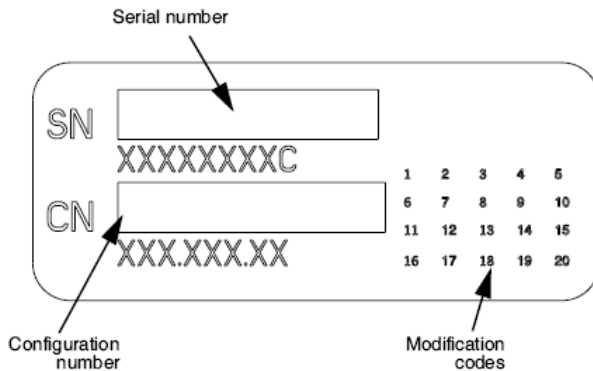 Serial number
SN
XXXXXXXXC
CN
XXX.XXX.XX
1 2 3 4 5
6 7 8 9 10
11 12 13 14 15
16 17 18 19 20
Configuration
number
Modification
codes